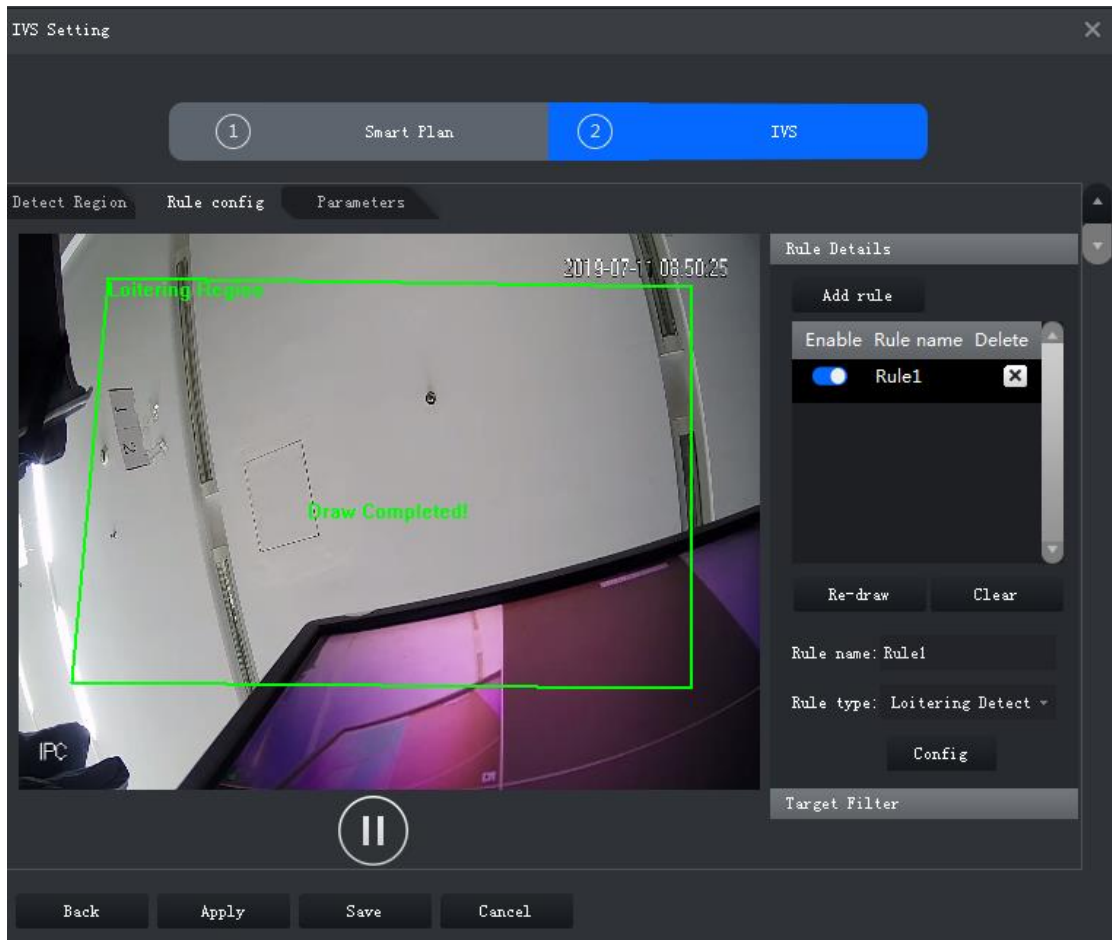 IVS Setting
1 Smart Plan 2 IVS
Detect Region Rule config Parameters
2019-07-11 08:50:25
Loitering Region
Draw Completed!
IPC
Rule Details
Add rule
Enable Rule name Delete
Rule1
Re-draw Clear
Rule name: Rule1
Rule type: Loitering Detect
Config
Target Filter
Back Apply Save Cancel